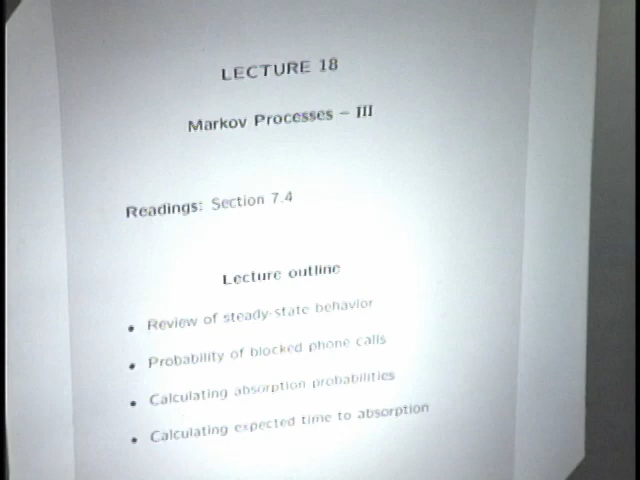 LECTURE 18
Markov Processes – III
Readings: Section 7.4
Lecture outline
• Review of steady-state behavior
• Probability of blocked phone calls
• Calculating absorption probabilities
• Calculating expected time to absorption